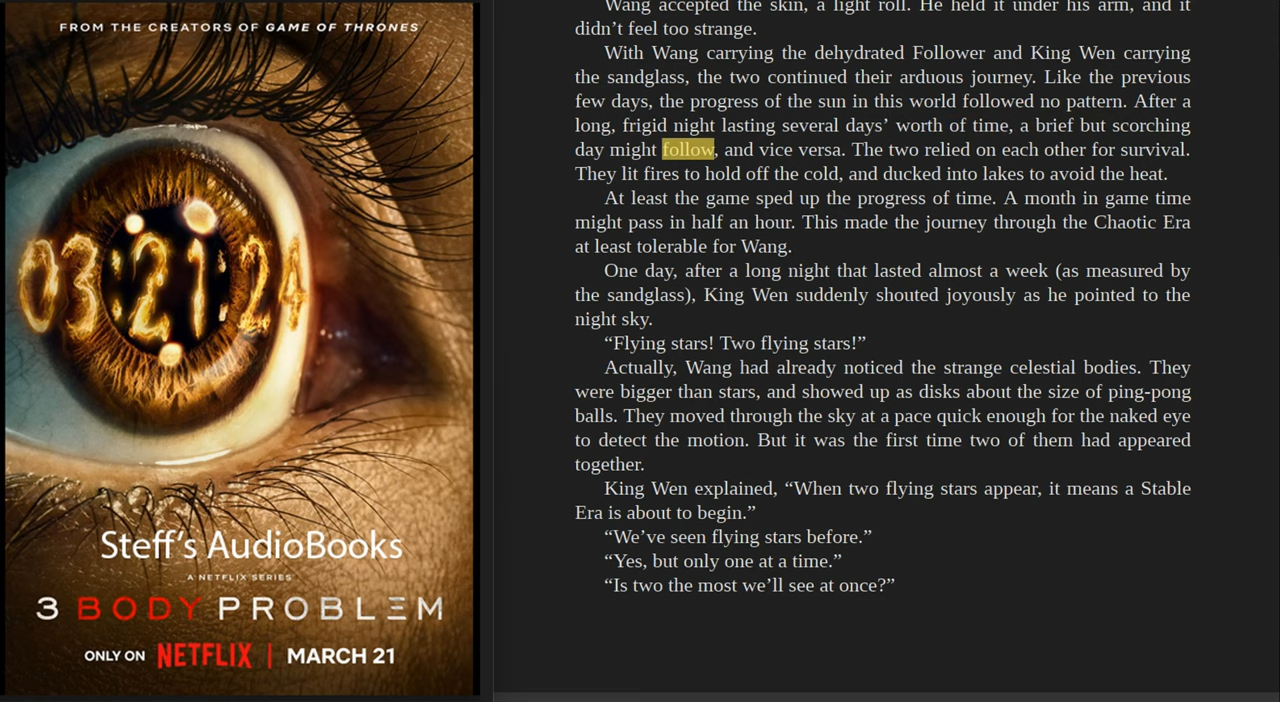 FROM THE CREATORS OF GAME OF THRONES
03:21:24
Steff's AudioBooks
A NETFLIX SERIES
3 BODY PROBLEM
ONLY ON NETFLIX | MARCH 21
Wang accepted the skin, a light roll. He held it under his arm, and it
didn’t feel too strange.
With Wang carrying the dehydrated Follower and King Wen carrying
the sandglass, the two continued their arduous journey. Like the previous
few days, the progress of the sun in this world followed no pattern. After a
long, frigid night lasting several days’ worth of time, a brief but scorching
day might follow, and vice versa. The two relied on each other for survival.
They lit fires to hold off the cold, and ducked into lakes to avoid the heat.
At least the game sped up the progress of time. A month in game time
might pass in half an hour. This made the journey through the Chaotic Era
at least tolerable for Wang.
One day, after a long night that lasted almost a week (as measured by
the sandglass), King Wen suddenly shouted joyously as he pointed to the
night sky.
“Flying stars! Two flying stars!”
Actually, Wang had already noticed the strange celestial bodies. They
were bigger than stars, and showed up as disks about the size of ping-pong
balls. They moved through the sky at a pace quick enough for the naked eye
to detect the motion. But it was the first time two of them had appeared
together.
King Wen explained, “When two flying stars appear, it means a Stable
Era is about to begin.”
“We’ve seen flying stars before.”
“Yes, but only one at a time.”
“Is two the most we’ll see at once?”